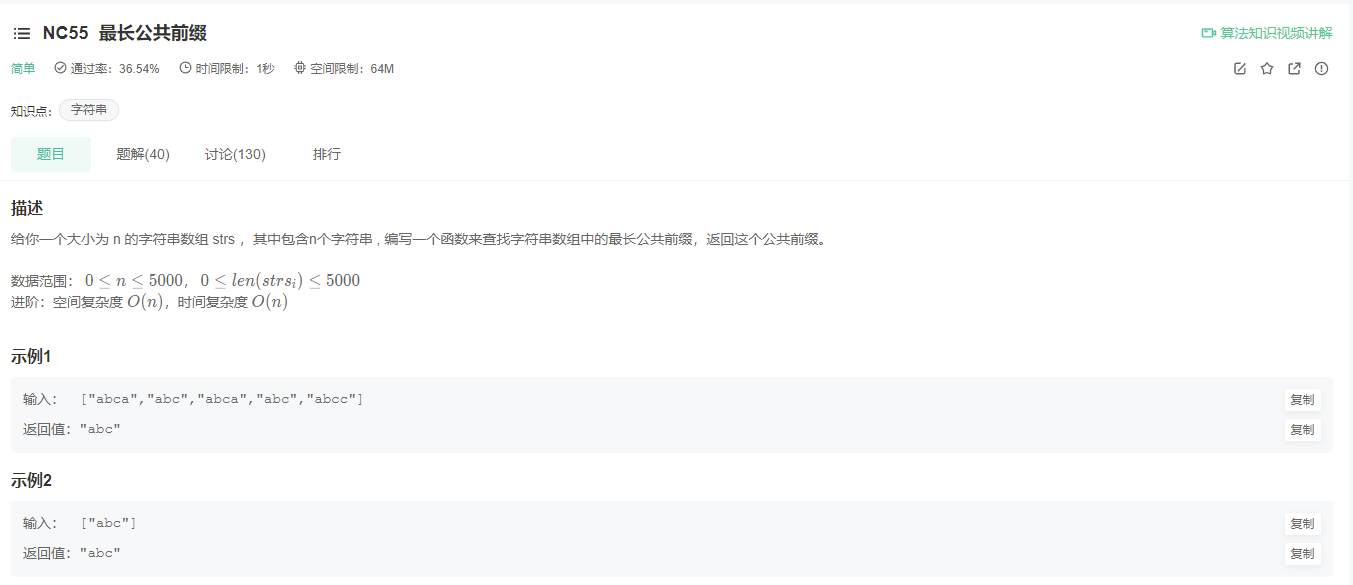 NC55 最长公共前缀
算法知识视频讲解
简单 通过率：36.54% 时间限制：1秒 空间限制：64M
知识点： 字符串
题目 题解(40) 讨论(130) 排行
描述
给你一个大小为 n 的字符串数组 strs ，其中包含n个字符串 , 编写一个函数来查找字符串数组中的最长公共前缀，返回这个公共前缀。
数据范围： 0 ≤ n ≤ 5000， 0 ≤ len(strs_i) ≤ 5000
进阶：空间复杂度 O(n)，时间复杂度 O(n)
示例1
输入： ["abca","abc","abca","abc","abcc"] 复制
返回值："abc" 复制
示例2
输入： ["abc"] 复制
返回值："abc" 复制